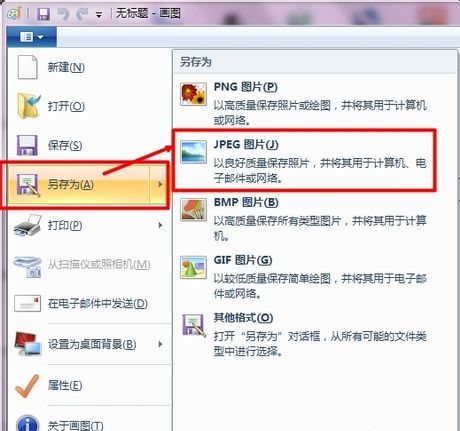 无标题 - 画图
新建(N)
打开(O)
保存(S)
另存为(A)
打印(P)
从扫描仪或照相机(M)
在电子邮件中发送(D)
设置为桌面背景(B)
属性(E)
关于画图(T)
另存为
PNG 图片(P)
以高质量保存照片或绘图，并将其用于计算机
或网络。
JPEG 图片(J)
以良好质量保存照片，并将其用于计算机、电
子邮件或网络。
BMP 图片(B)
以高质量保存所有类型图片，并将其用于计算
机。
GIF 图片(G)
以较低质量保存简单绘图，并将其用于电子邮
件或网络。
其他格式(O)
打开“另存为”对话框，从所有可能的文件类
型中进行选择。